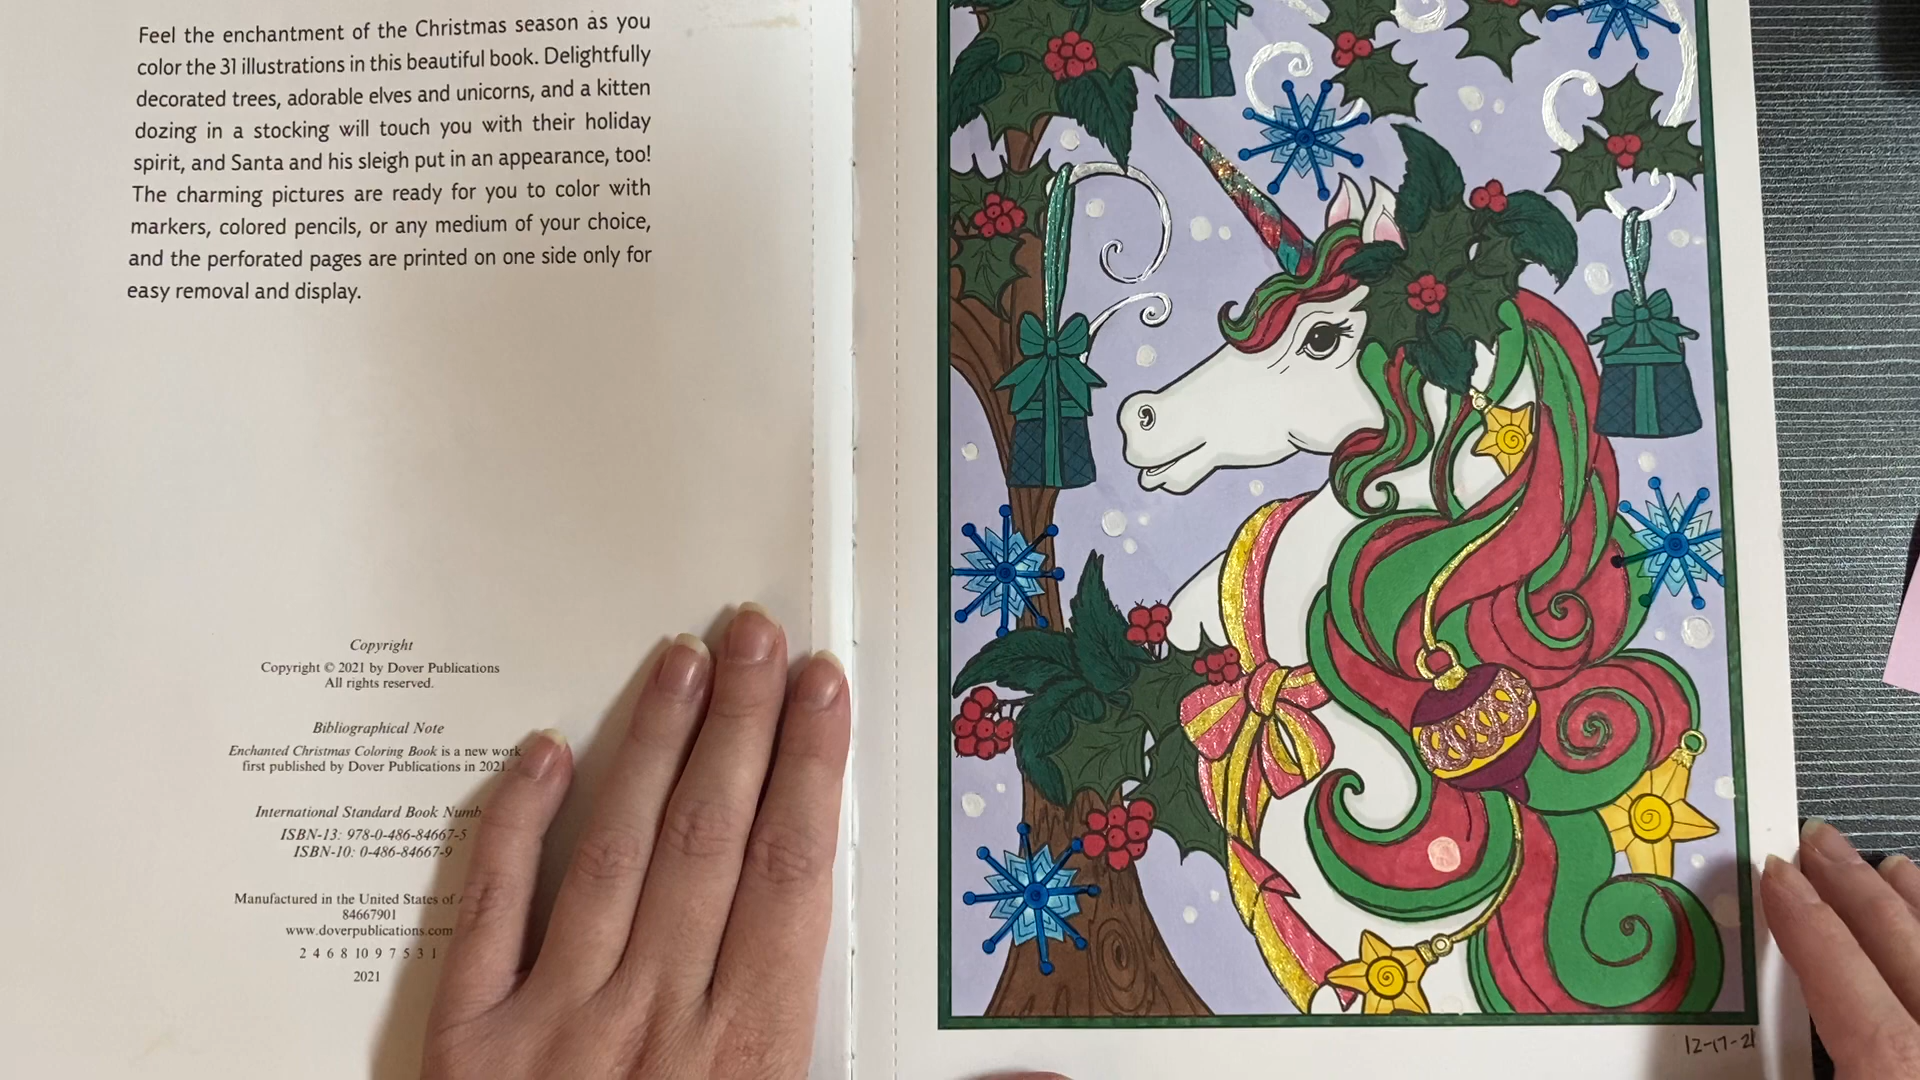 Feel the enchantment of the Christmas season as you
color the 31 illustrations in this beautiful book. Delightfully
decorated trees, adorable elves and unicorns, and a kitten
dozing in a stocking will touch you with their holiday
spirit, and Santa and his sleigh put in an appearance, too!
The charming pictures are ready for you to color with
markers, colored pencils, or any medium of your choice,
and the perforated pages are printed on one side only for
easy removal and display.
Copyright
Copyright © 2021 by Dover Publications
All rights reserved.
Bibliographical Note
Enchanted Christmas Coloring Book is a new work,
first published by Dover Publications in 2021.
International Standard Book Numb
ISBN-13: 978-0-486-84667-5
ISBN-10: 0-486-84667-9
Manufactured in the United States of
84667901
www.doverpublications.com
2 4 6 8 10 9 7 5 3 1
2021
12-17-21